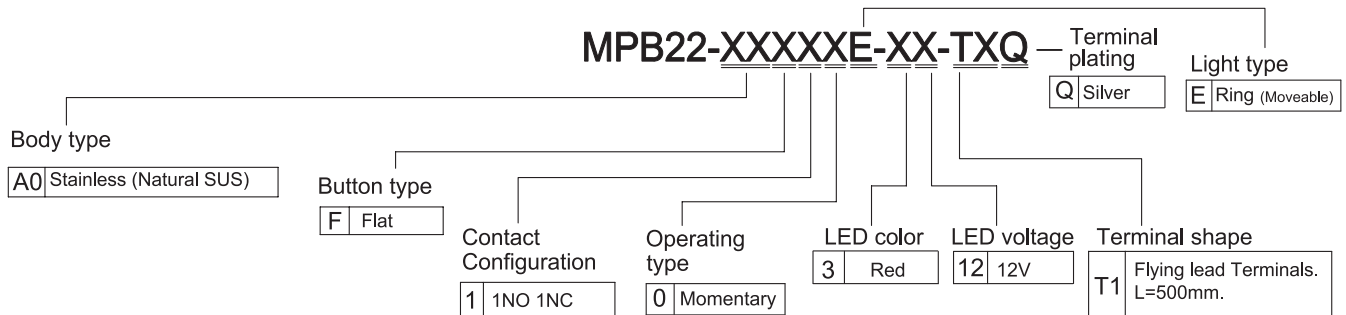 MPB22-XXXXXE-XX-TXQ
Terminal
plating
Q Silver
Light type
E Ring (Moveable)
Body type
A0 Stainless (Natural SUS)
Button type
F Flat
Contact
Configuration
1 1NO 1NC
Operating
type
0 Momentary
LED color
3 Red
LED voltage
12 12V
Terminal shape
T1 Flying lead Terminals.
L=500mm.